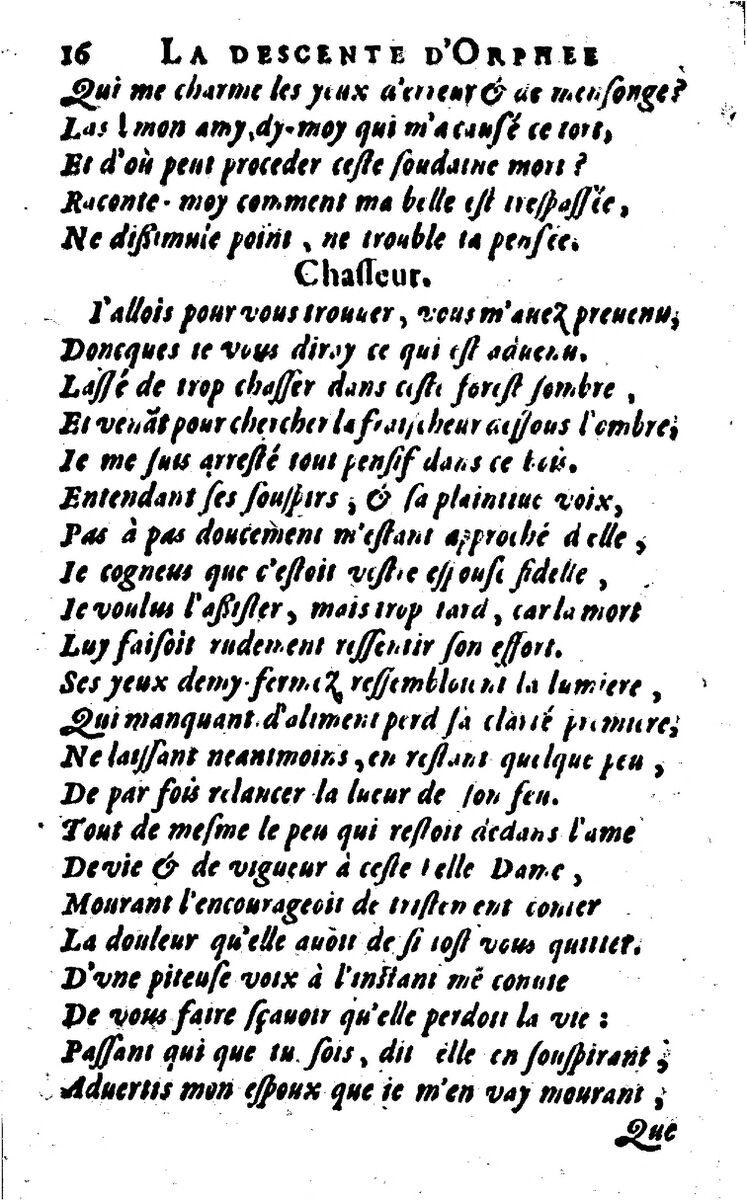 16 LA DESCENTE D'ORPHEE
Qui me charme les yeux d'erreur & de mensonge?
Las ! mon amy, dy-moy qui m'a causé ce tort,
Et d'où peut proceder ceste soudaine mort ?
Raconte-moy comment ma belle est trespassée,
Ne dissimule point, ne trouble ta pensée.
Chasseur.
I'allois pour vous trouuer, vous m'auez preuenu;
Doncques ie vous diray ce qui est aduenu.
Lassé de trop chasser dans ceste forest sombre,
Et venãt pour chercher la fraischeur dessous l'ombre;
Ie me suis arresté tout pensif dans ce bois.
Entendant ses souspirs, & sa plaintiue voix,
Pas à pas doucement m'estant approché d'elle,
Ie cogneus que c'estoit vostre espouse fidelle,
Ie voulus l'assister, mais trop tard, car la mort
Luy faisoit rudement ressentir son effort.
Ses yeux demy-fermez ressembloient la lumiere,
Qui manquant d'aliment perd sa clarté premiere;
Ne laissant neantmoins, en restant quelque peu,
De par fois relancer la lueur de son feu.
Tout de mesme le peu qui restoit dedans l'ame
De vie & de vigueur à ceste belle Dame,
Mourant l'encourageoit de tristement conter
La douleur qu'elle auoit de si tost vous quitter.
D'vne piteuse voix à l'instant mẽ conuie
De vous faire sçauoir qu'elle perdoit la vie :
Passant qui que tu sois, dit elle en souspirant;
Aduertis mon espoux que ie m'en vay mourant;
Que